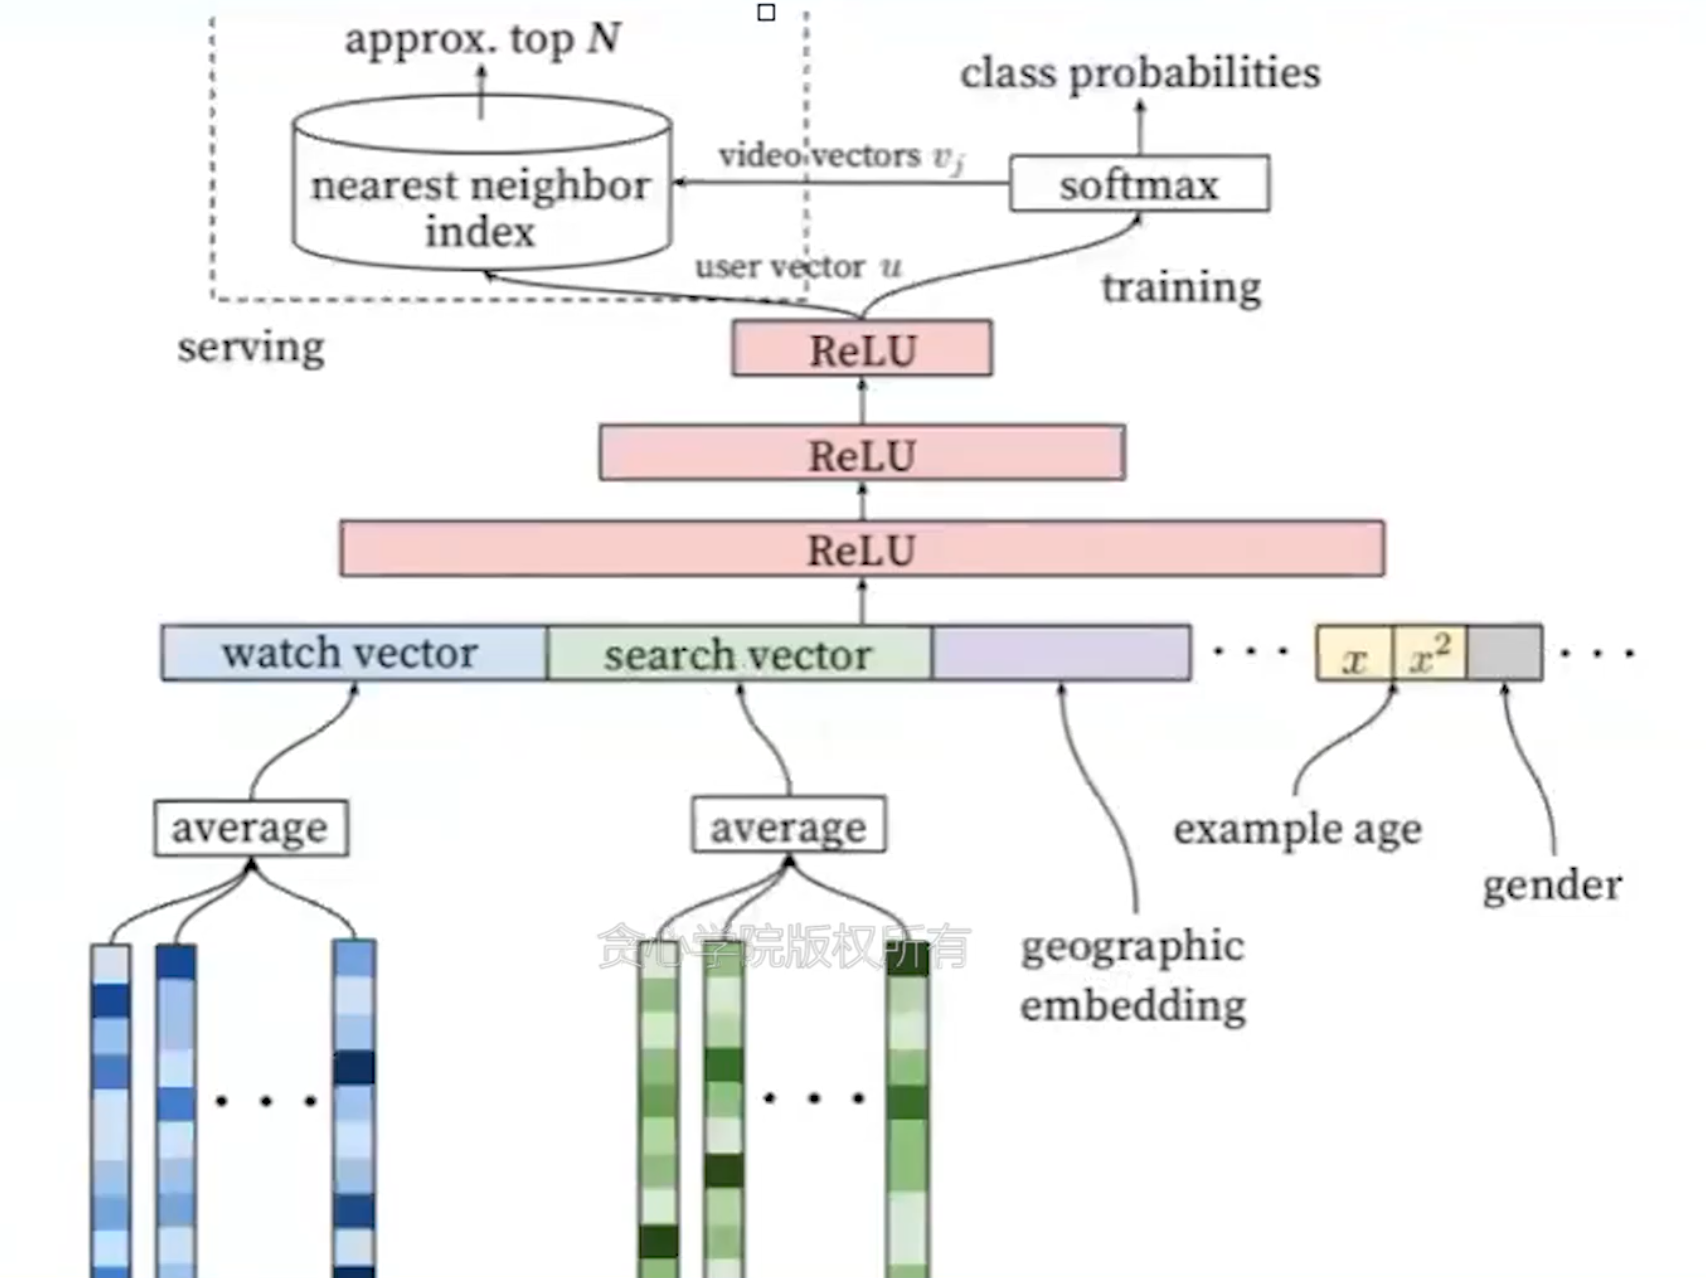 approx. top N
class probabilities
video vectors v_j
nearest neighbor
index
softmax
user vector u
training
serving
ReLU
ReLU
ReLU
watch vector
search vector
. . .
x
x²
. . .
average
average
example age
gender
贪心学院版权所有
geographic
embedding
. . .
. . .